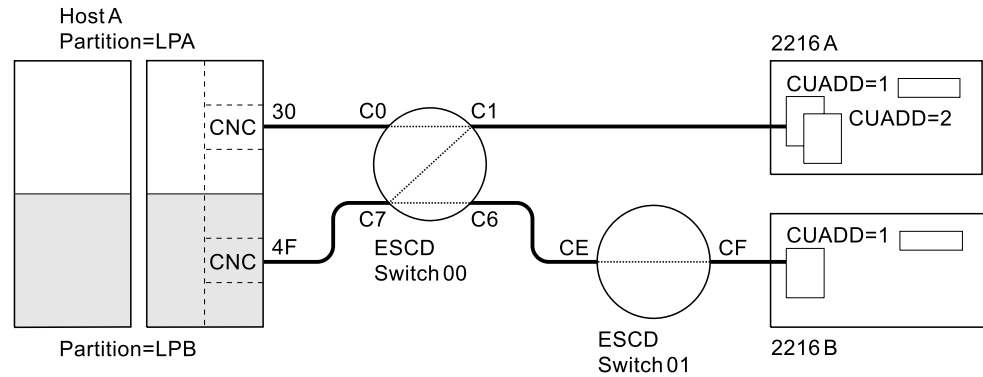 Host A
Partition=LPA
2216 A
CUADD=1
30
C0
C1
CNC
CUADD=2
C7
C6
4F
ESCD
Switch 00
CE
CF
CUADD=1
CNC
ESCD
Switch 01
Partition=LPB
2216 B